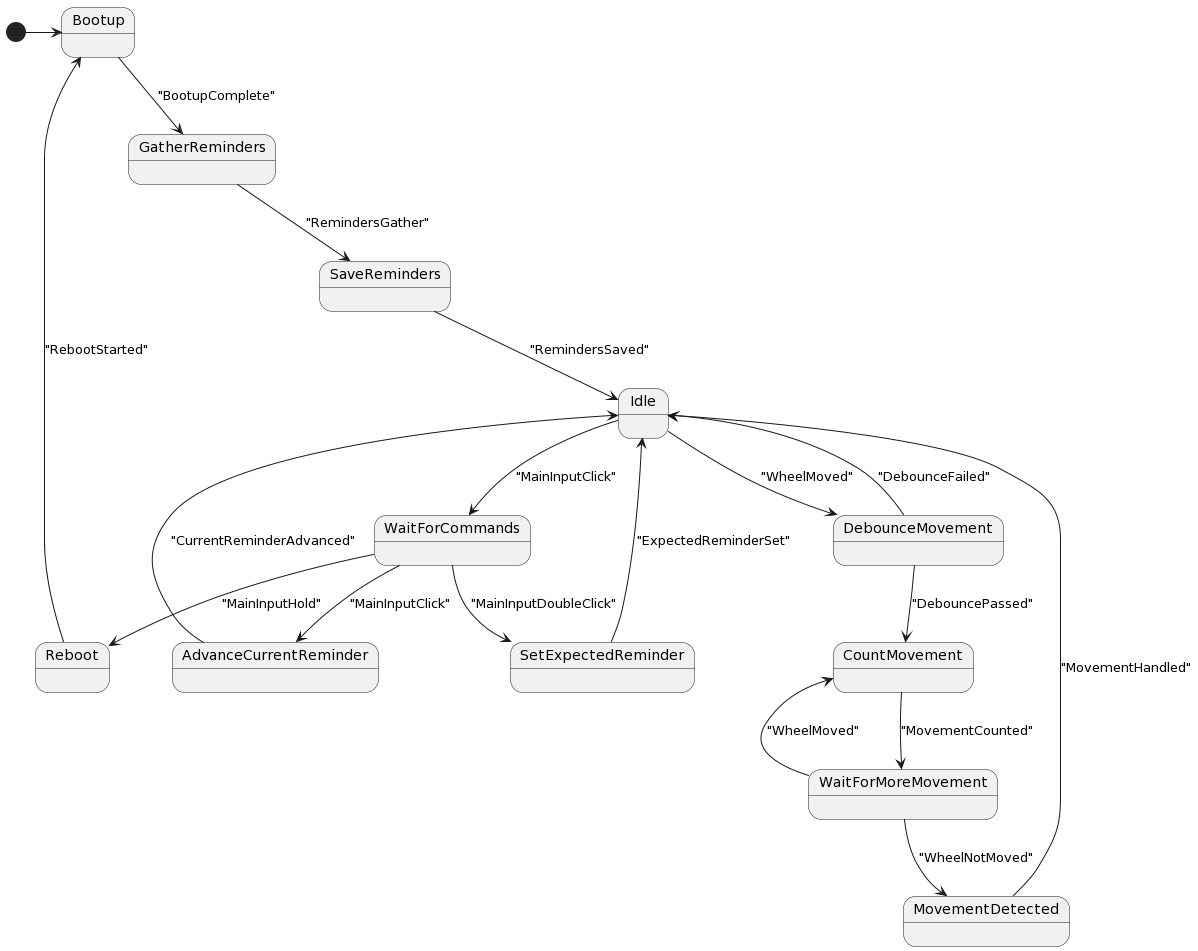 Bootup
"BootupComplete"
GatherReminders
"RemindersGather"
SaveReminders
"RebootStarted"
"RemindersSaved"
Idle
"MainInputClick"
"WheelMoved"
"DebounceFailed"
WaitForCommands
DebounceMovement
"CurrentReminderAdvanced"
"ExpectedReminderSet"
"MainInputHold"
"MainInputClick"
"MainInputDoubleClick"
"DebouncePassed"
Reboot
AdvanceCurrentReminder
SetExpectedReminder
CountMovement
"MovementHandled"
"WheelMoved"
"MovementCounted"
WaitForMoreMovement
"WheelNotMoved"
MovementDetected